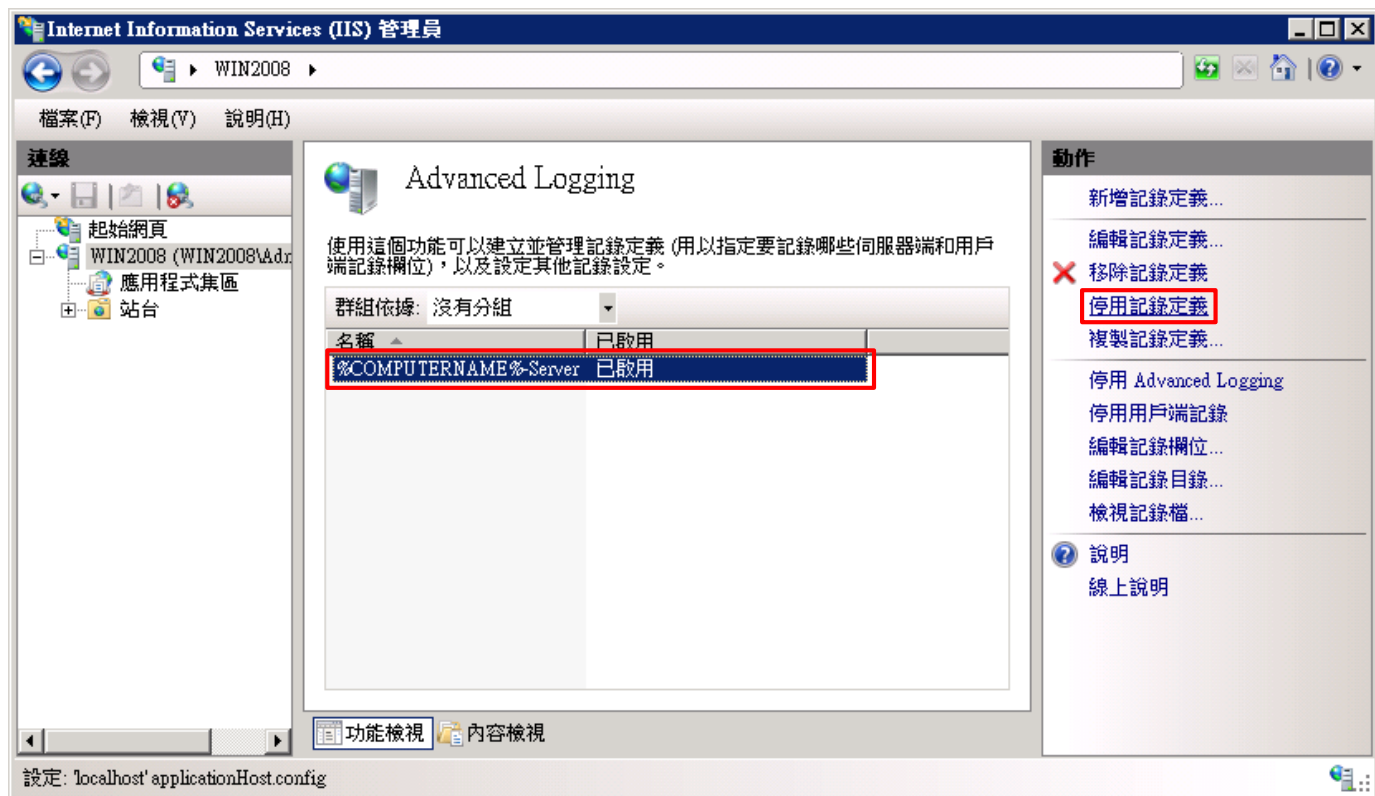 Internet Information Services (IIS) 管理員
WIN2008
檔案(F) 檢視(V) 說明(H)
連線
起始網頁
WIN2008 (WIN2008\Adr
應用程式集區
站台
Advanced Logging
使用這個功能可以建立並管理記錄定義 (用以指定要記錄哪些伺服器端和用戶
端記錄欄位)，以及設定其他記錄設定。
群組依據: 沒有分組
名稱 已啟用
%COMPUTERNAME%-Server 已啟用
功能檢視 內容檢視
動作
新增記錄定義...
編輯記錄定義...
移除記錄定義
停用記錄定義
複製記錄定義...
停用 Advanced Logging
停用用戶端記錄
編輯記錄欄位...
編輯記錄目錄...
檢視記錄檔...
說明
線上說明
設定: 'localhost' applicationHost.config